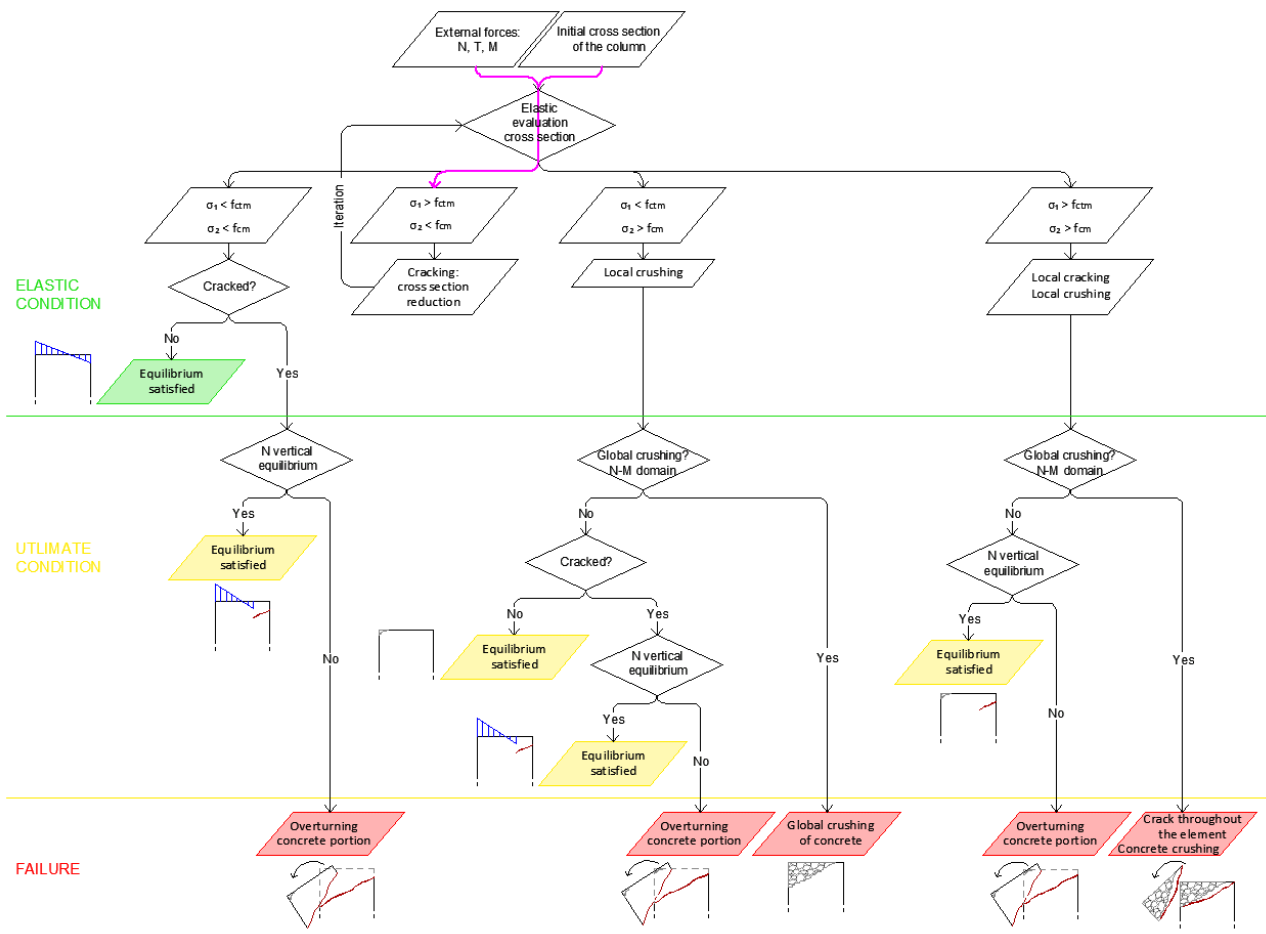 External forces:
N, T, M
Initial cross section
of the column
Elastic
evaluation
cross section
Iteration
σ₁ < fctm
σ₂ < fcm
σ₁ > fctm
σ₂ < fcm
σ₁ < fctm
σ₂ > fcm
σ₁ > fctm
σ₂ > fcm
Cracked?
Cracking:
cross section
reduction
Local crushing
Local cracking
Local crushing
ELASTIC
CONDITION
No
Yes
Equilibrium
satisfied
N vertical
equilibrium
Global crushing?
N-M domain
Global crushing?
N-M domain
Yes
No
No
UTLIMATE
CONDITION
Equilibrium
satisfied
Cracked?
N vertical
equilibrium
No
Yes
Yes
No
Equilibrium
satisfied
N vertical
equilibrium
Yes
Equilibrium
satisfied
Yes
Yes
No
Equilibrium
satisfied
No
Overturning
concrete portion
Overturning
concrete portion
Global crushing
of concrete
Overturning
concrete portion
Crack throughout
the element
Concrete crushing
FAILURE